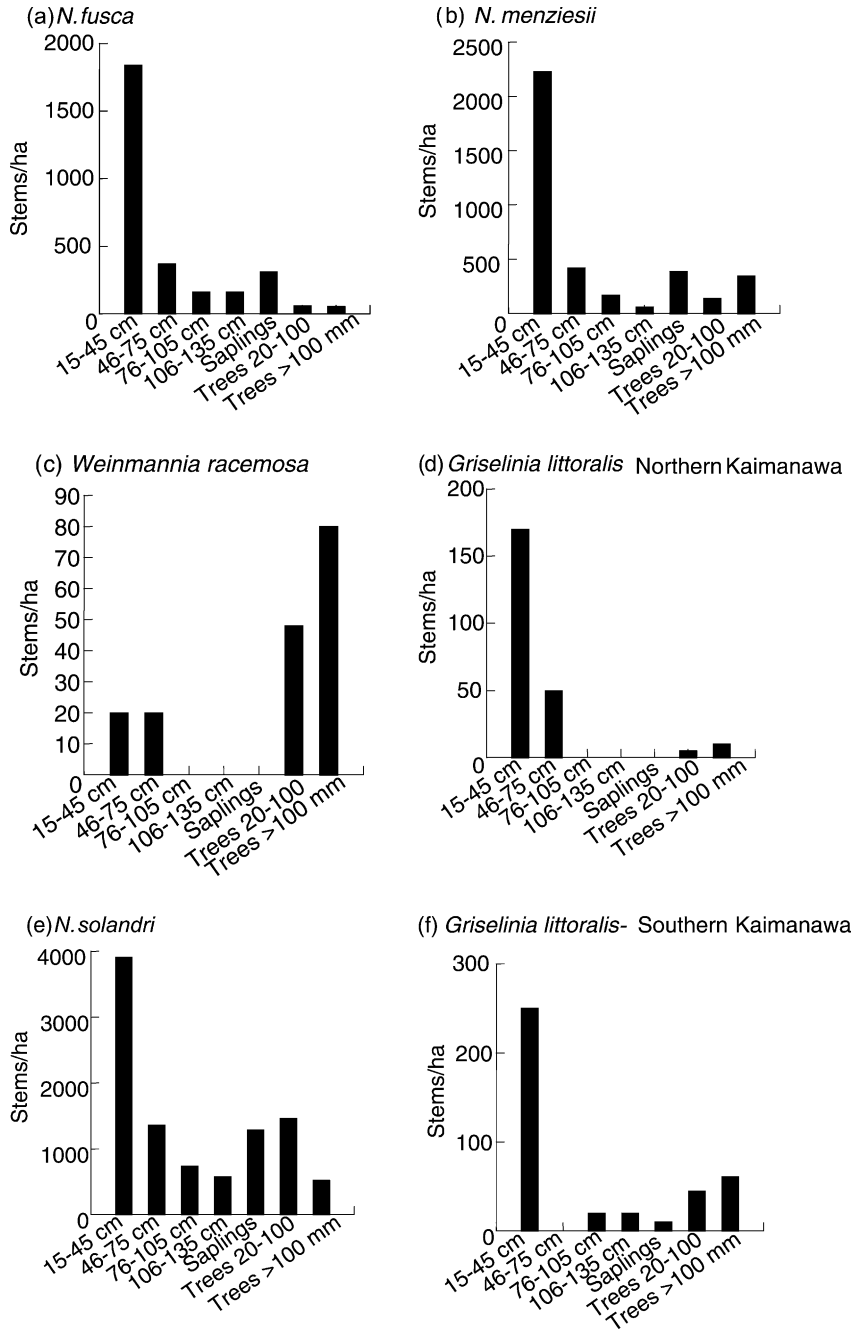 (a) N. fusca
2000
1500
1000
500
0
Stems/ha
15-45 cm
46-75 cm
76-105 cm
106-135 cm
Saplings
Trees 20-100
Trees >100 mm
(b) N. menziesii
2500
2000
1500
1000
500
0
Stems/ha
15-45 cm
46-75 cm
76-105 cm
106-135 cm
Saplings
Trees 20-100
Trees >100 mm
(c) Weinmannia racemosa
90
80
70
60
50
40
30
20
10
0
Stems/ha
15-45 cm
46-75 cm
76-105 cm
106-135 cm
Saplings
Trees 20-100
Trees >100 mm
(d) Griselinia littoralis Northern Kaimanawa
200
150
100
50
0
Stems/ha
15-45 cm
46-75 cm
76-105 cm
106-135 cm
Saplings
Trees 20-100
Trees >100 mm
(e) N. solandri
4000
3000
2000
1000
0
Stems/ha
15-45 cm
46-75 cm
76-105 cm
106-135 cm
Saplings
Trees 20-100
Trees >100 mm
(f) Griselinia littoralis- Southern Kaimanawa
300
200
100
0
Stems/ha
15-45 cm
46-75 cm
76-105 cm
106-135 cm
Saplings
Trees 20-100
Trees >100 mm